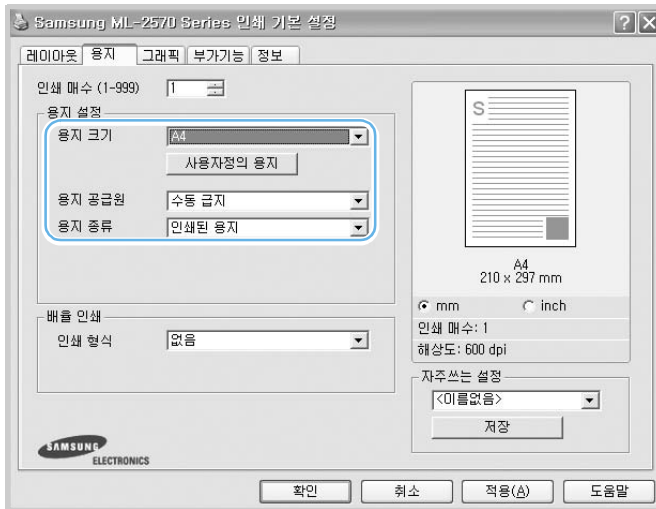 Samsung ML-2570 Series 인쇄 기본 설정
레이아웃 용지 그래픽 부가기능 정보
인쇄 매수 (1-999) 1
용지 설정
용지 크기 A4
사용자정의 용지
용지 공급원 수동 급지
용지 종류 인쇄된 용지
배율 인쇄
인쇄 형식 없음
SAMSUNG
ELECTRONICS
S
A4
210 x 297 mm
mm inch
인쇄 매수: 1
해상도: 600 dpi
자주쓰는 설정
<이름없음>
저장
확인 취소 적용(A) 도움말